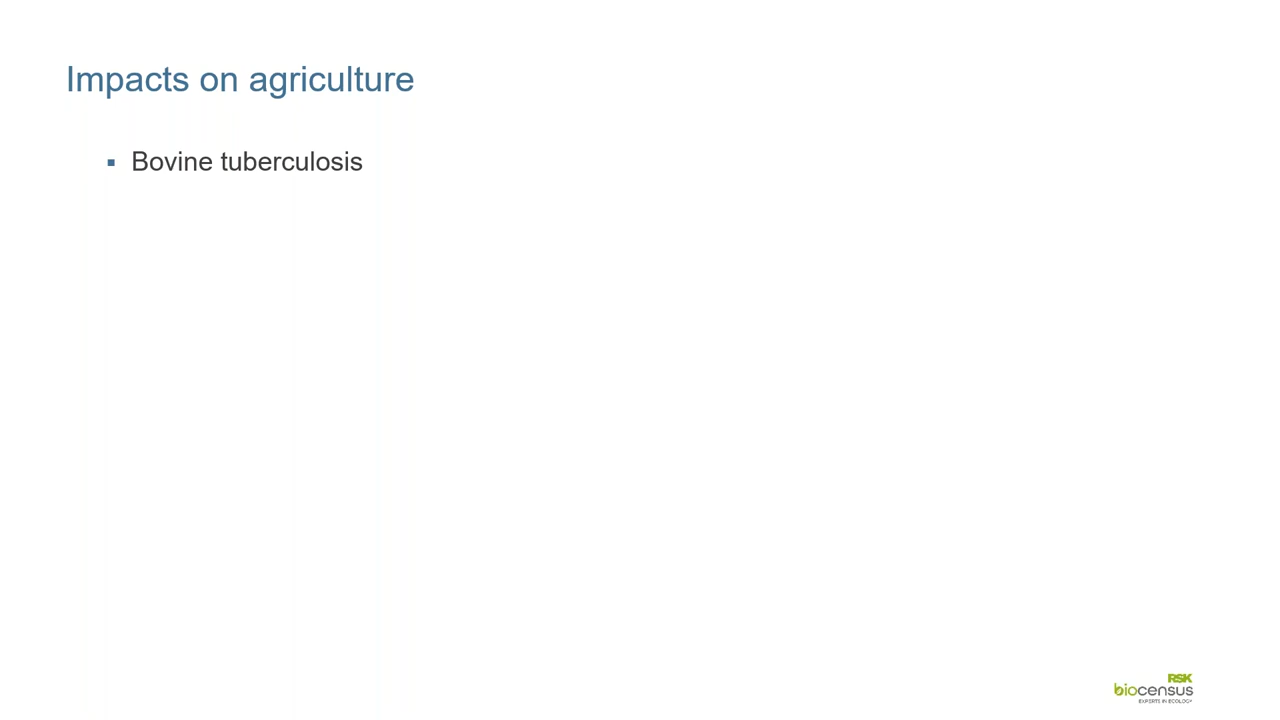 Impacts on agriculture
Bovine tuberculosis
RSK
biocensus
EXPERTS IN ECOLOGY